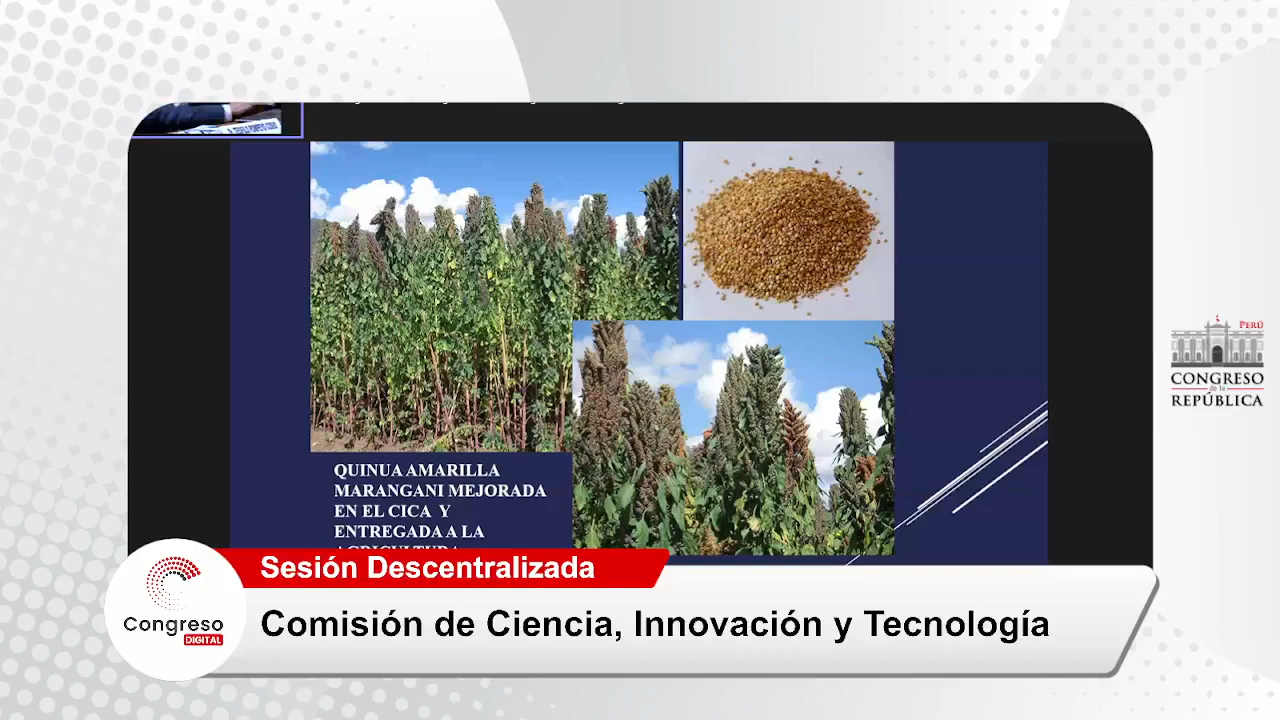 QUINUA AMARILLA
MARANGANI MEJORADA
EN EL CICA Y
ENTREGADA A LA
AGRICULTURA
PERÚ
CONGRESO
de la
REPÚBLICA
Sesión Descentralizada
Congreso
DIGITAL
Comisión de Ciencia, Innovación y Tecnología